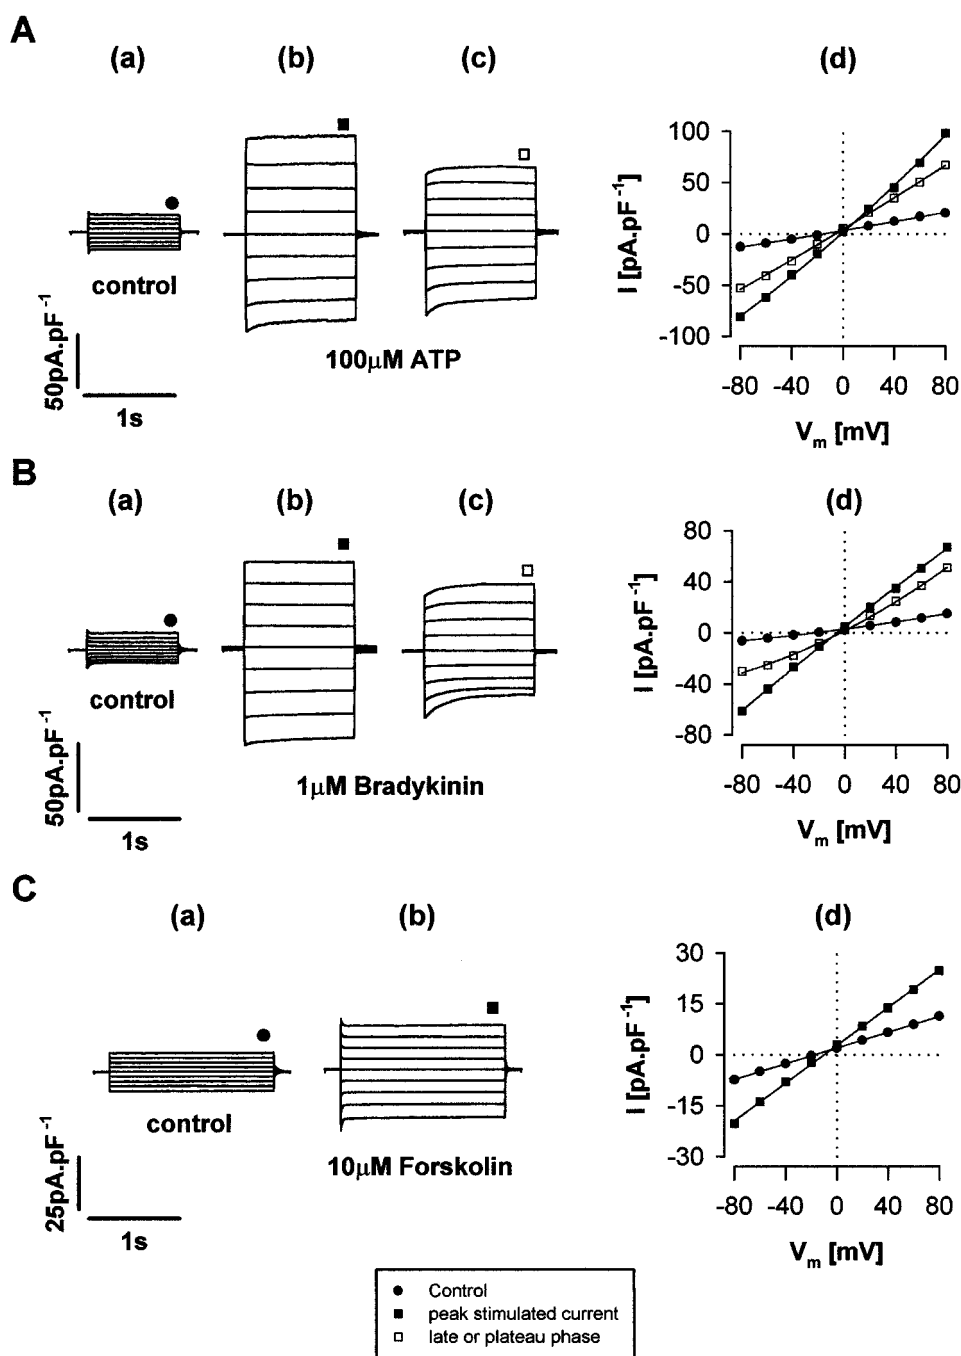 A
(a) (b) (c) (d)
control
100μM ATP
50pA.pF⁻¹
1s
I [pA.pF⁻¹]
100
50
0
-50
-100
-80 -40 0 40 80
Vₘ [mV]
B
(a) (b) (c) (d)
control
1μM Bradykinin
50pA.pF⁻¹
1s
I [pA.pF⁻¹]
80
40
0
-40
-80
-80 -40 0 40 80
Vₘ [mV]
C
(a) (b) (d)
control
10μM Forskolin
25pA.pF⁻¹
1s
I [pA.pF⁻¹]
30
15
0
-15
-30
-80 -40 0 40 80
Vₘ [mV]
Control
peak stimulated current
late or plateau phase